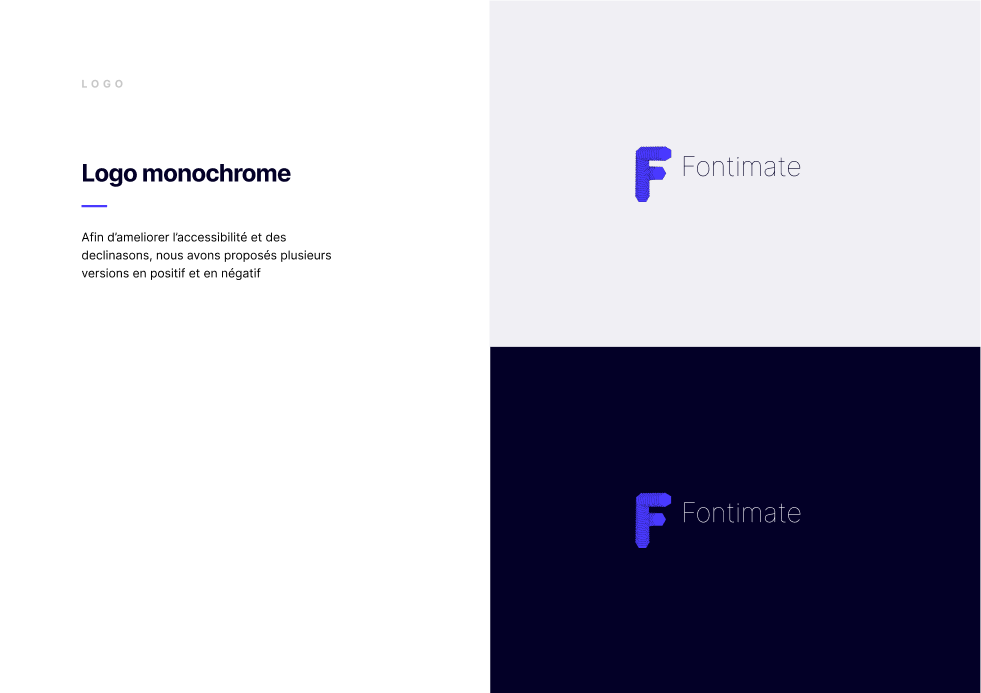 LOGO
Logo monochrome
Afin d’ameliorer l’accessibilité et des
declinasons, nous avons proposés plusieurs
versions en positif et en négatif
F Fontimate
F Fontimate